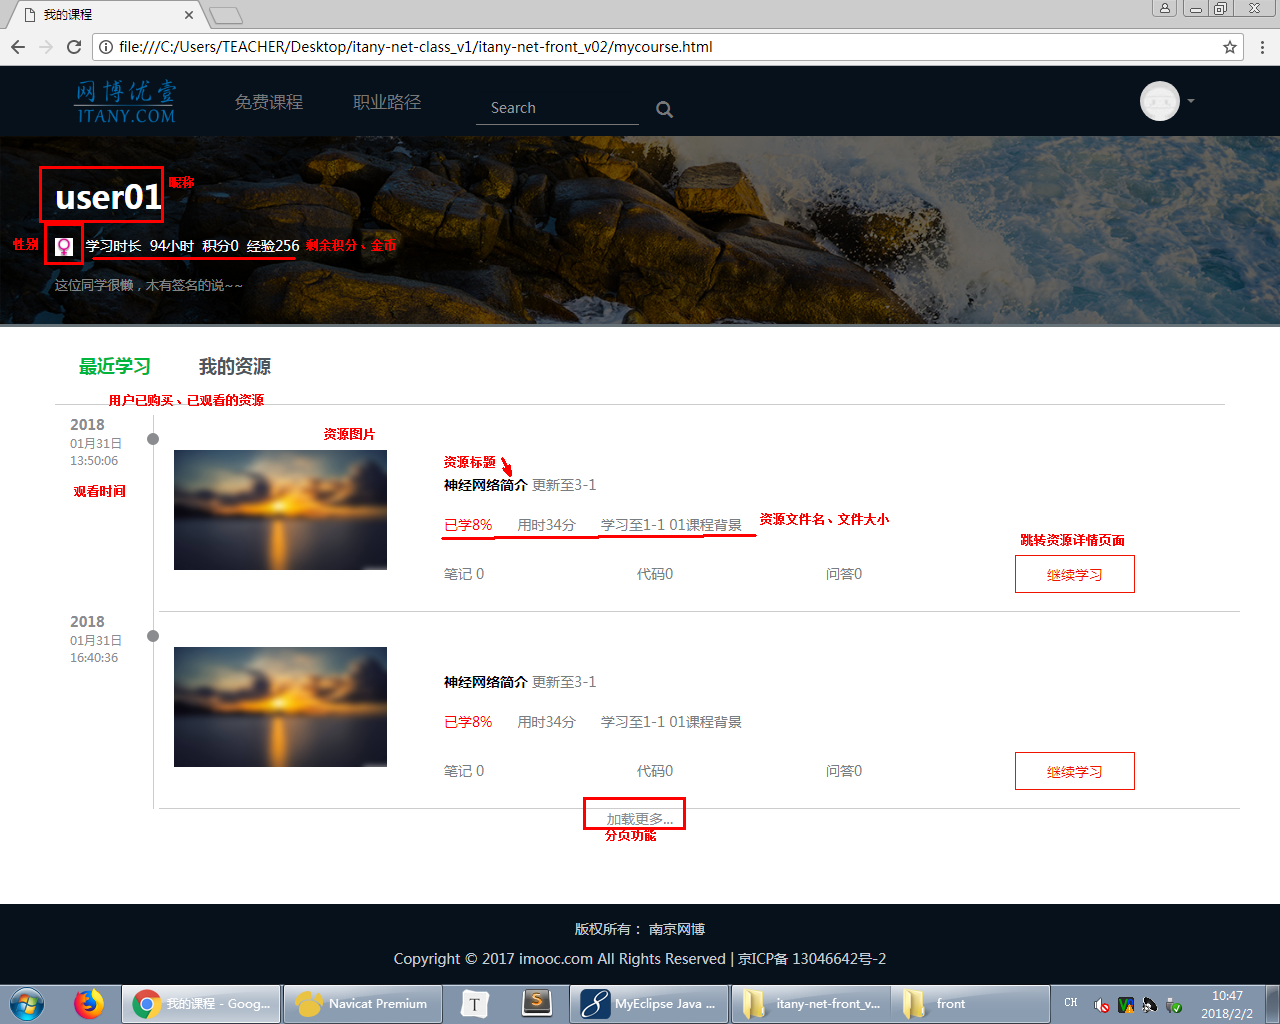 我的课程
file:///C:/Users/TEACHER/Desktop/itany-net-class_v1/itany-net-front_v02/mycourse.html
网博优壹
ITANY.COM
免费课程
职业路径
Search
user01
昵称
性别
学习时长 94小时 积分0 经验256
剩余积分、金币
这位同学很懒，木有签名的说~~
最近学习
我的资源
用户已购买、已观看的资源
2018
01月31日
13:50:06
观看时间
资源图片
资源标题
神经网络简介 更新至3-1
已学8% 用时34分 学习至1-1 01课程背景
资源文件名、文件大小
跳转资源详情页面
笔记 0 代码0 问答0
继续学习
2018
01月31日
16:40:36
神经网络简介 更新至3-1
已学8% 用时34分 学习至1-1 01课程背景
笔记 0 代码0 问答0
继续学习
加载更多...
分页功能
版权所有： 南京网博
Copyright © 2017 imooc.com All Rights Reserved | 京ICP备 13046642号-2
我的课程 - Goog...
Navicat Premium
T
S
MyEclipse Java ...
itany-net-front_v...
front
CH
10:47
2018/2/2